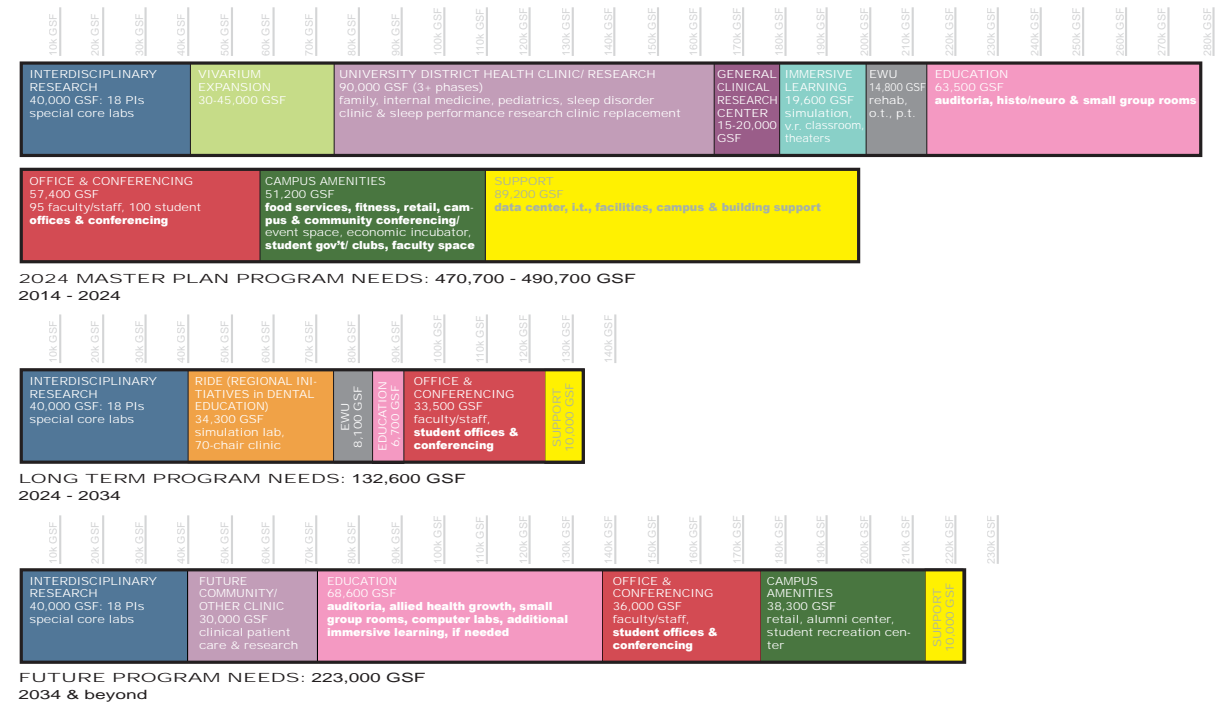 10k GSF
20k GSF
30k GSF
40k GSF
50k GSF
60k GSF
70k GSF
80k GSF
90k GSF
100k GSF
110k GSF
120k GSF
130k GSF
140k GSF
150k GSF
160k GSF
170k GSF
180k GSF
190k GSF
200k GSF
210k GSF
220k GSF
230k GSF
240k GSF
250k GSF
260k GSF
270k GSF
280k GSF
INTERDISCIPLINARY
RESEARCH
40,000 GSF: 18 PIs
special core labs
VIVARIUM
EXPANSION
30-45,000 GSF
UNIVERSITY DISTRICT HEALTH CLINIC/ RESEARCH
90,000 GSF (3+ phases)
family, internal medicine, pediatrics, sleep disorder
clinic & sleep performance research clinic replacement
GENERAL
CLINICAL
RESEARCH
CENTER
15-20,000
GSF
IMMERSIVE
LEARNING
19,600 GSF
simulation,
v.r. classroom,
theaters
EWU
14,800 GSF
rehab,
o.t., p.t.
EDUCATION
63,500 GSF
auditoria, histo/neuro & small group rooms
OFFICE & CONFERENCING
57,400 GSF
95 faculty/staff, 100 student
offices & conferencing
CAMPUS AMENITIES
51,200 GSF
food services, fitness, retail, cam-
pus & community conferencing/
event space, economic incubator,
student gov't/ clubs, faculty space
SUPPORT
89,200 GSF
data center, i.t., facilities, campus & building support
2024 MASTER PLAN PROGRAM NEEDS: 470,700 - 490,700 GSF
2014 - 2024
10k GSF
20k GSF
30k GSF
40k GSF
50k GSF
60k GSF
70k GSF
80k GSF
90k GSF
100k GSF
110k GSF
120k GSF
130k GSF
140k GSF
INTERDISCIPLINARY
RESEARCH
40,000 GSF: 18 PIs
special core labs
RIDE (REGIONAL INI-
TIATIVES in DENTAL
EDUCATION)
34,300 GSF
simulation lab,
70-chair clinic
EWU
8,100 GSF
EDUCATION
6,700 GSF
OFFICE &
CONFERENCING
33,500 GSF
faculty/staff,
student offices &
conferencing
SUPPORT
10,000 GSF
LONG TERM PROGRAM NEEDS: 132,600 GSF
2024 - 2034
10k GSF
20k GSF
30k GSF
40k GSF
50k GSF
60k GSF
70k GSF
80k GSF
90k GSF
100k GSF
110k GSF
120k GSF
130k GSF
140k GSF
150k GSF
160k GSF
170k GSF
180k GSF
190k GSF
200k GSF
210k GSF
220k GSF
230k GSF
INTERDISCIPLINARY
RESEARCH
40,000 GSF: 18 PIs
special core labs
FUTURE
COMMUNITY/
OTHER CLINIC
30,000 GSF
clinical patient
care & research
EDUCATION
68,600 GSF
auditoria, allied health growth, small
group rooms, computer labs, additional
immersive learning, if needed
OFFICE &
CONFERENCING
36,000 GSF
faculty/staff,
student offices &
conferencing
CAMPUS
AMENITIES
38,300 GSF
retail, alumni center,
student recreation cen-
ter
SUPPORT
10,000 GSF
FUTURE PROGRAM NEEDS: 223,000 GSF
2034 & beyond